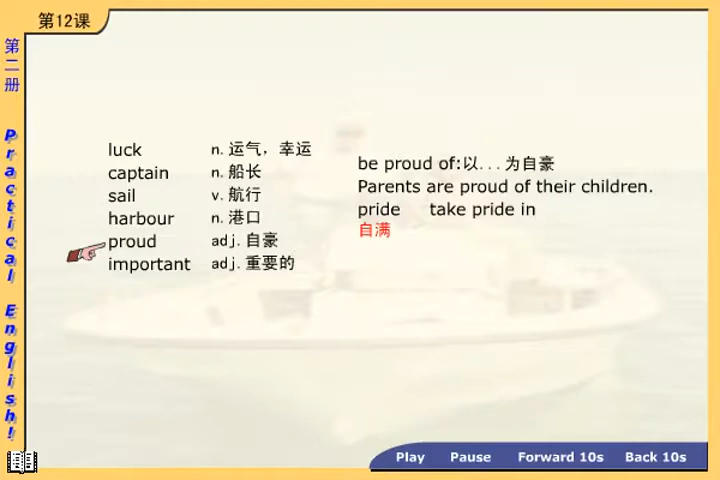 第12课
第二册
Practical English!
luck n.运气，幸运
captain n.船长
sail v.航行
harbour n.港口
proud adj.自豪
important adj.重要的
be proud of:以...为自豪
Parents are proud of their children.
pride take pride in
自满
Play Pause Forward 10s Back 10s